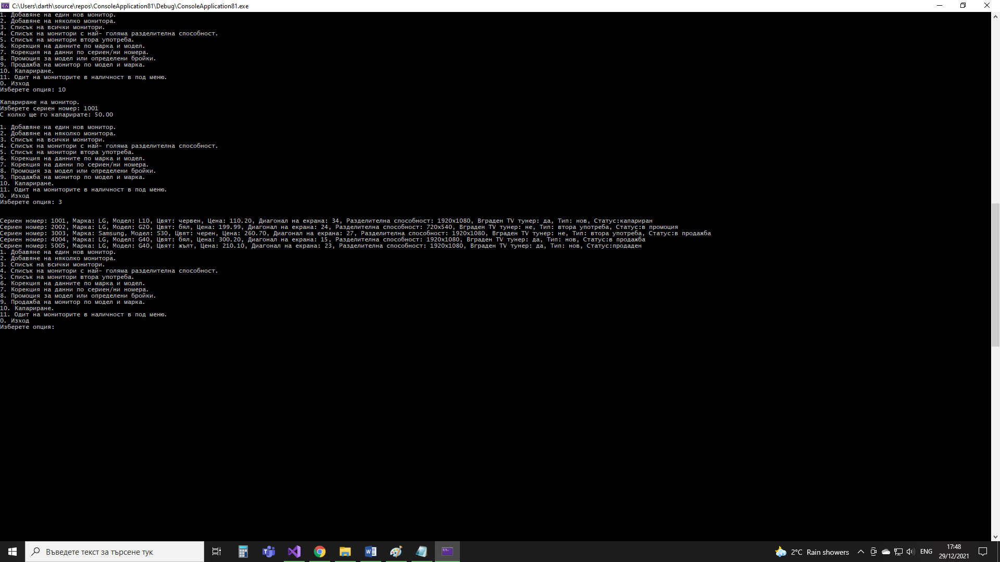 C:\Users\darth\source\repos\ConsoleApplication81\Debug\ConsoleApplication81.exe
1. Добавяне на един нов монитор.
2. Добавяне на няколко монитора.
3. Списък на всички монитори.
4. Списък на монитори с най- голяма разделителна способност.
5. Списък на монитори втора употреба.
6. Корекция на данните по марка и модел.
7. Корекция на данни по сериен/ни номера.
8. Промоция за модел или определени бройки.
9. Продажба на монитор по модел и марка.
10. Капариране.
11. Одит на мониторите в наличност в под меню.
0. Изход
Изберете опция: 10
Капариране на монитор.
Изберете сериен номер: 1001
С колко ще го капарирате: 50.00
1. Добавяне на един нов монитор.
2. Добавяне на няколко монитора.
3. Списък на всички монитори.
4. Списък на монитори с най- голяма разделителна способност.
5. Списък на монитори втора употреба.
6. Корекция на данните по марка и модел.
7. Корекция на данни по сериен/ни номера.
8. Промоция за модел или определени бройки.
9. Продажба на монитор по модел и марка.
10. Капариране.
11. Одит на мониторите в наличност в под меню.
0. Изход
Изберете опция: 3
Сериен номер: 1001, Марка: LG, Модел: L10, Цвят: червен, Цена: 110.20, Диагонал на екрана: 34, Разделителна способност: 1920x1080, Вграден TV тунер: да, Тип: нов, Статус:капариран
Сериен номер: 2002, Марка: LG, Модел: G20, Цвят: бял, Цена: 199.99, Диагонал на екрана: 24, Разделителна способност: 720x540, Вграден TV тунер: не, Тип: втора употреба, Статус:в промоция
Сериен номер: 3003, Марка: Samsung, Модел: S30, Цвят: черен, Цена: 260.70, Диагонал на екрана: 27, Разделителна способност: 1920x1080, Вграден TV тунер: не, Тип: втора употреба, Статус:в продажба
Сериен номер: 4004, Марка: LG, Модел: G40, Цвят: бял, Цена: 300.20, Диагонал на екрана: 15, Разделителна способност: 1920x1080, Вграден TV тунер: да, Тип: нов, Статус:в продажба
Сериен номер: 5005, Марка: LG, Модел: G40, Цвят: жълт, Цена: 210.10, Диагонал на екрана: 23, Разделителна способност: 1920x1080, Вграден TV тунер: да, Тип: нов, Статус:продаден
1. Добавяне на един нов монитор.
2. Добавяне на няколко монитора.
3. Списък на всички монитори.
4. Списък на монитори с най- голяма разделителна способност.
5. Списък на монитори втора употреба.
6. Корекция на данните по марка и модел.
7. Корекция на данни по сериен/ни номера.
8. Промоция за модел или определени бройки.
9. Продажба на монитор по модел и марка.
10. Капариране.
11. Одит на мониторите в наличност в под меню.
0. Изход
Изберете опция:
Въведете текст за търсене тук
2°C Rain showers
ENG
17:48
29/12/2021